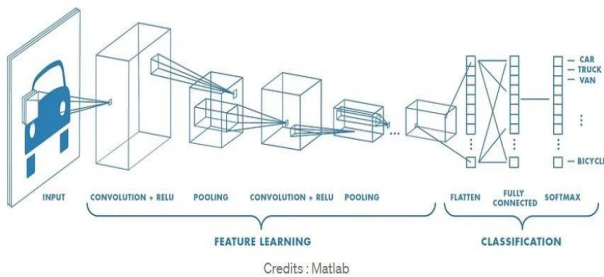 CAR
TRUCK
VAN
BICYCLE
INPUT CONVOLUTION + RELU POOLING CONVOLUTION + RELU POOLING FLATTEN FULLY CONNECTED SOFTMAX
FEATURE LEARNING CLASSIFICATION
Credits : Matlab